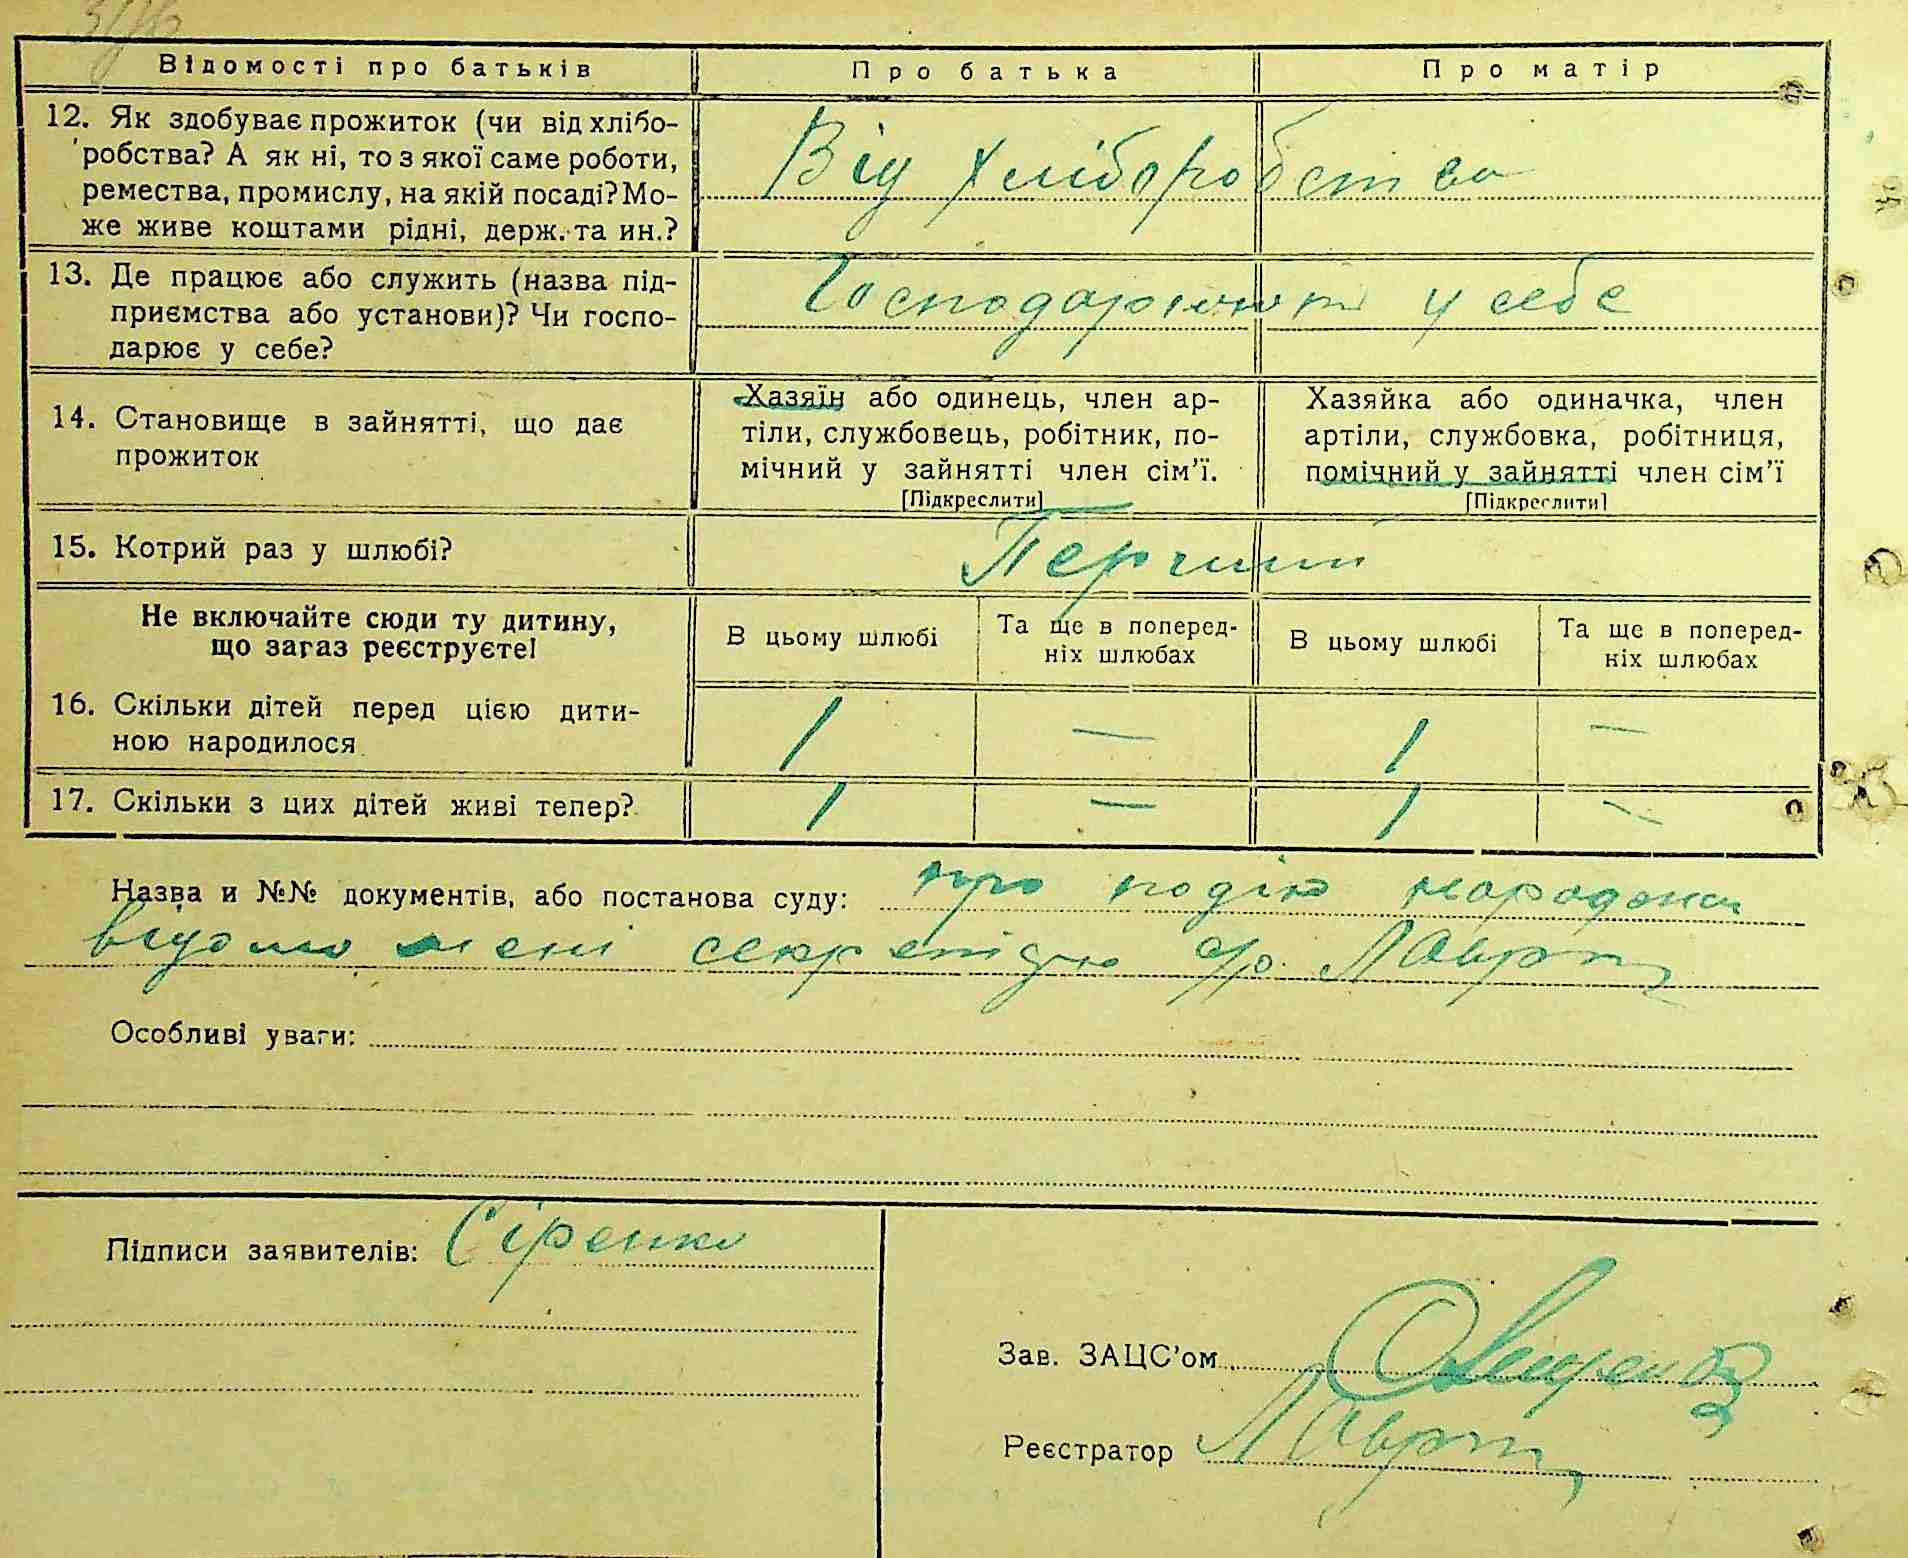 Відомості про батьків Про батька Про матір
12. Як здобуває прожиток (чи від хлібо-
робства? А як ні, то з якої саме роботи,
ремества, промислу, на якій посаді? Мо-
же живе коштами рідні, держ. та ин.?
Від хліборобства
13. Де працює або служить (назва під-
приємства або установи)? Чи госпо-
дарює у себе?
Господарюють у себе
14. Становище в зайнятті, що дає
прожиток
Хазяїн або одинець, член ар-
тіли, службовець, робітник, по-
мічний у зайнятті член сім'ї.
[Підкреслити]
Хазяйка або одиначка, член
артіли, службовка, робітниця,
помічний у зайнятті член сім'ї
[Підкреслити]
15. Котрий раз у шлюбі? Перший
Не включайте сюди ту дитину,
що загаз реєструєте!
В цьому шлюбі
Та ще в поперед-
ніх шлюбах
В цьому шлюбі
Та ще в поперед-
ніх шлюбах
16. Скільки дітей перед цією дити-
ною народилося
1 — 1 —
17. Скільки з цих дітей живі тепер? 1 — 1 —
Назва и №№ документів, або постанова суду: про подію народження
відомо мені
Особливі уваги:
Підписи заявителів: Сіренко
Зав. ЗАЦС'ом
Реєстратор